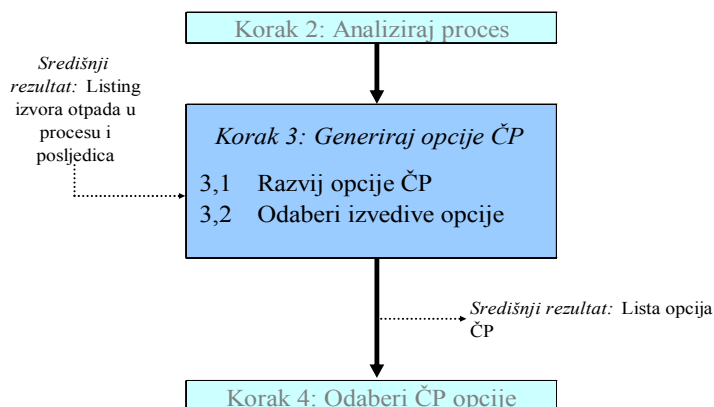 Korak 2: Analiziraj proces
Središnji
rezultat: Listing
izvora otpada u
procesu i
posljedica
Korak 3: Generiraj opcije ČP
3,1 Razvij opcije ČP
3,2 Odaberi izvedive opcije
Središnji rezultat: Lista opcija
ČP
Korak 4: Odaberi ČP opcije